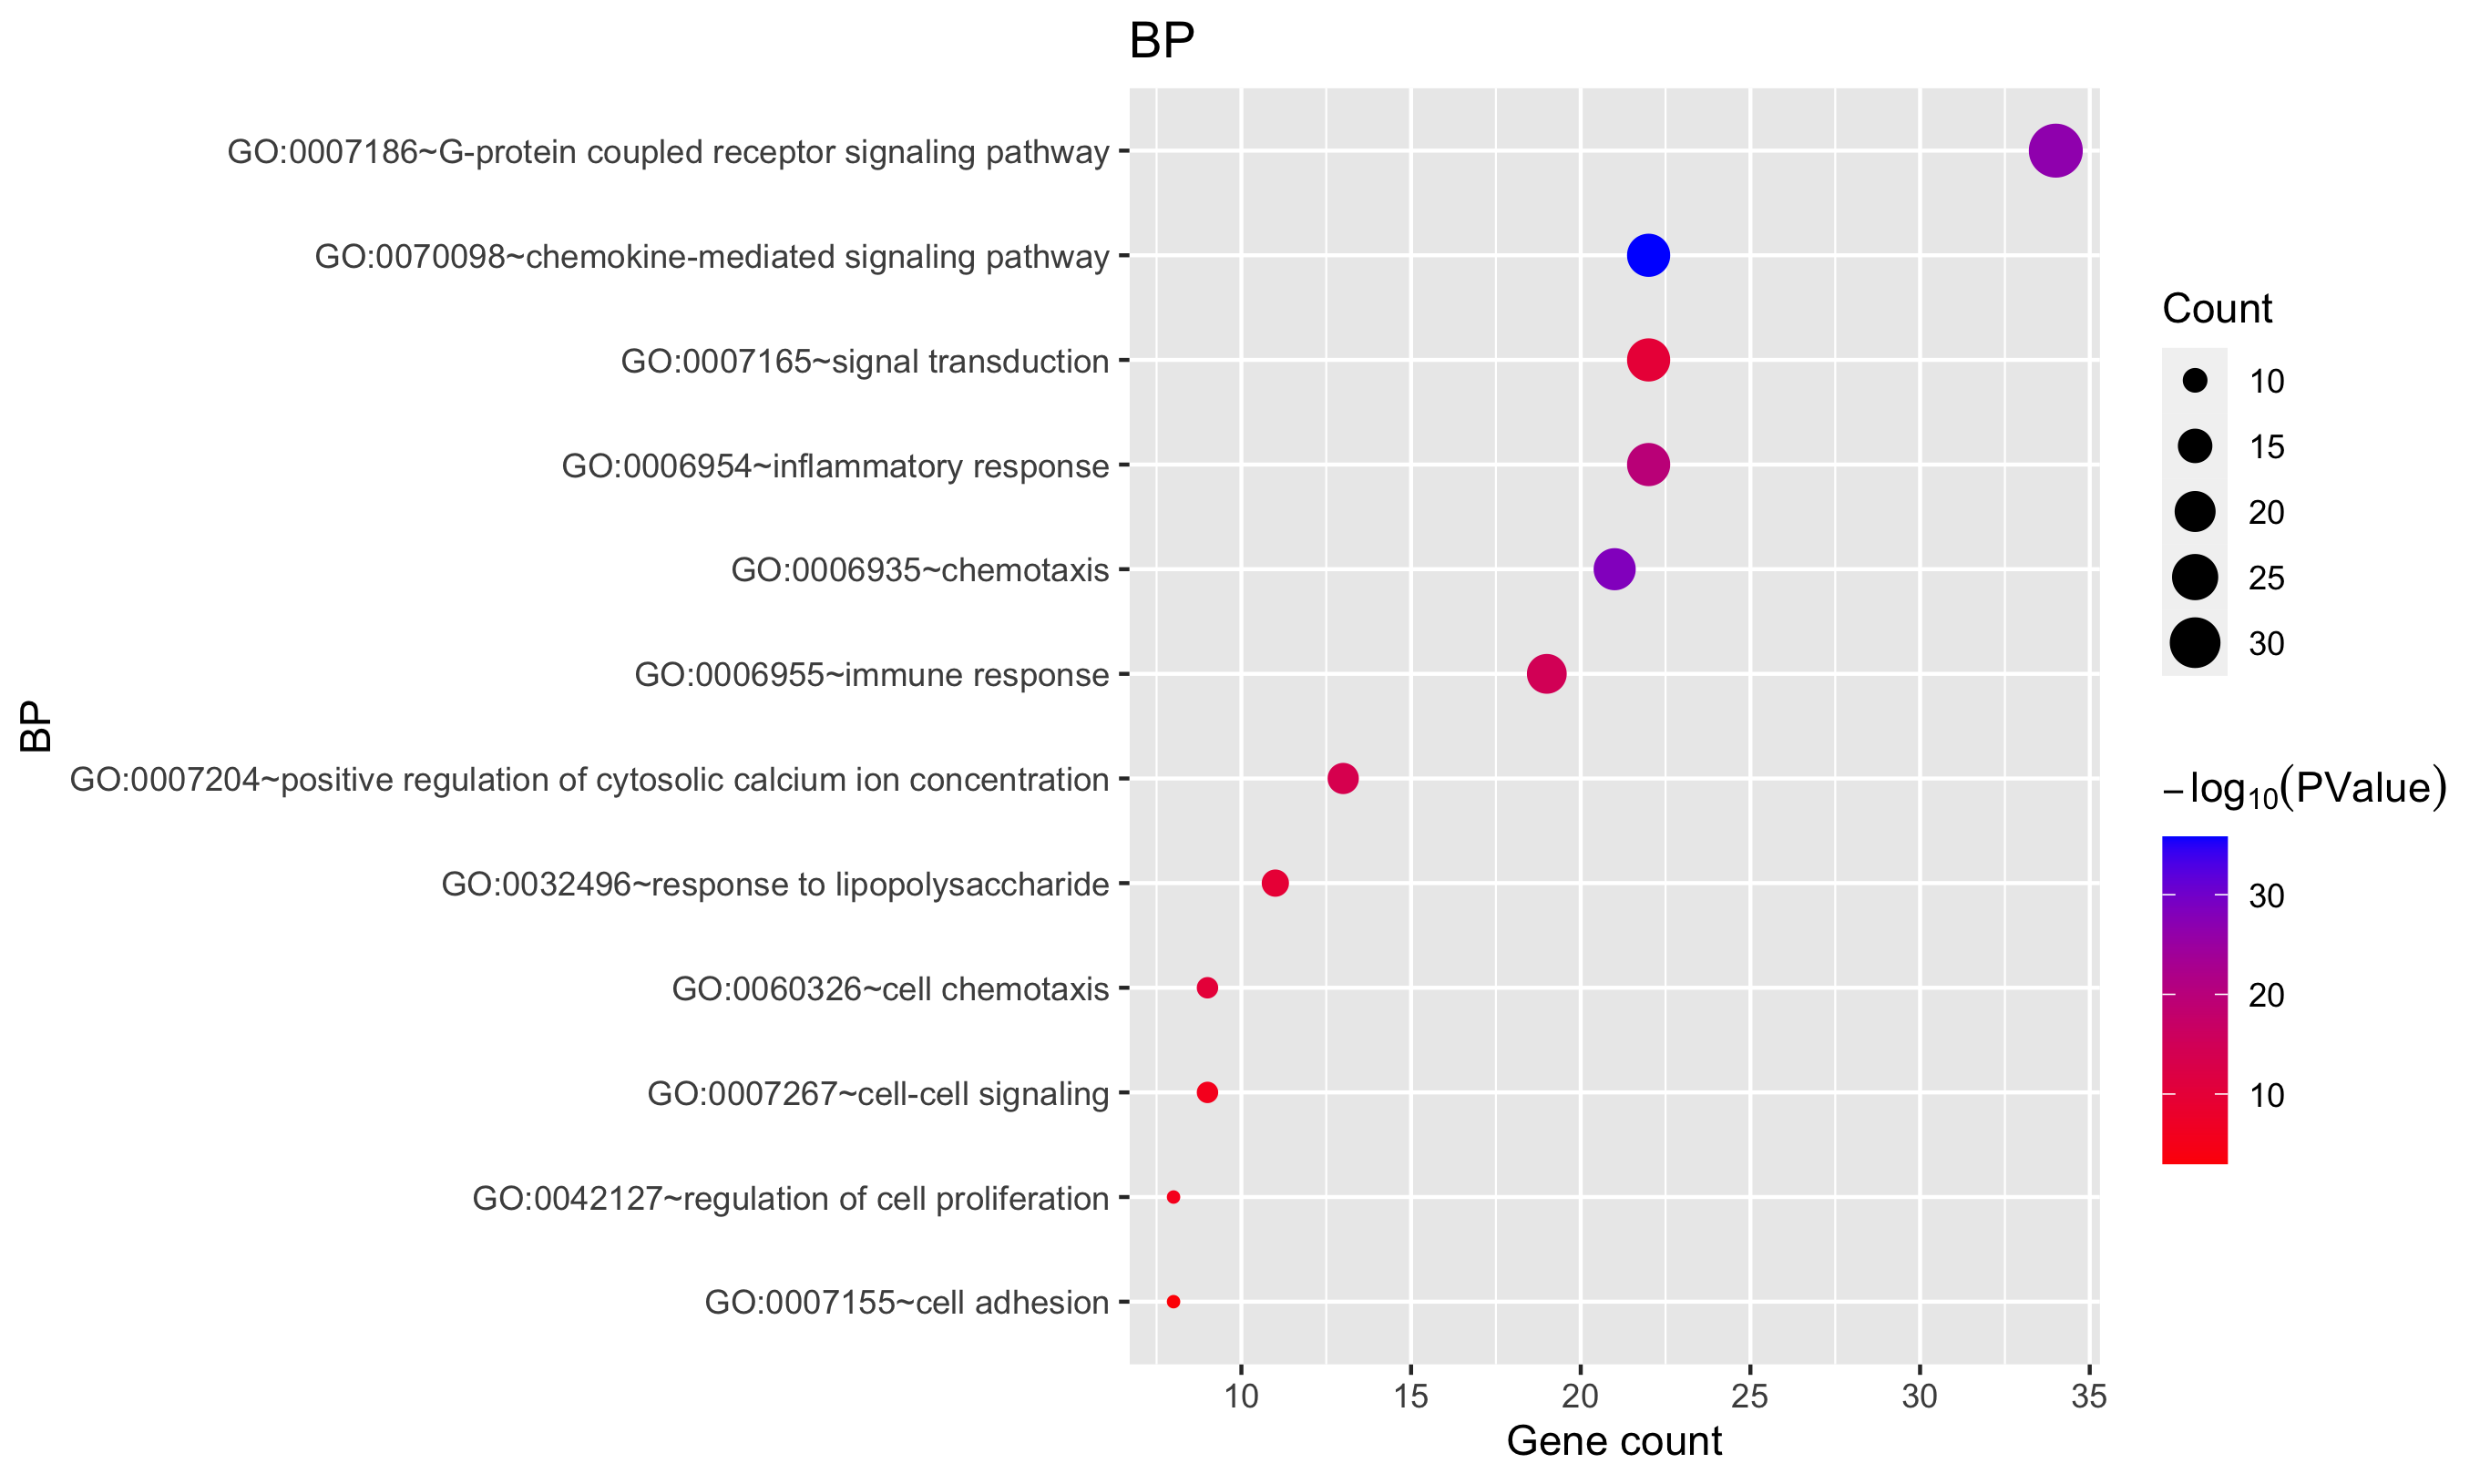 BP
GO:0007186~G-protein coupled receptor signaling pathway
GO:0070098~chemokine-mediated signaling pathway
GO:0007165~signal transduction
GO:0006954~inflammatory response
GO:0006935~chemotaxis
GO:0006955~immune response
GO:0007204~positive regulation of cytosolic calcium ion concentration
GO:0032496~response to lipopolysaccharide
GO:0060326~cell chemotaxis
GO:0007267~cell-cell signaling
GO:0042127~regulation of cell proliferation
GO:0007155~cell adhesion
BP
10 15 20 25 30 35
Gene count
Count
10
15
20
25
30
−log₁₀(PValue)
30
20
10